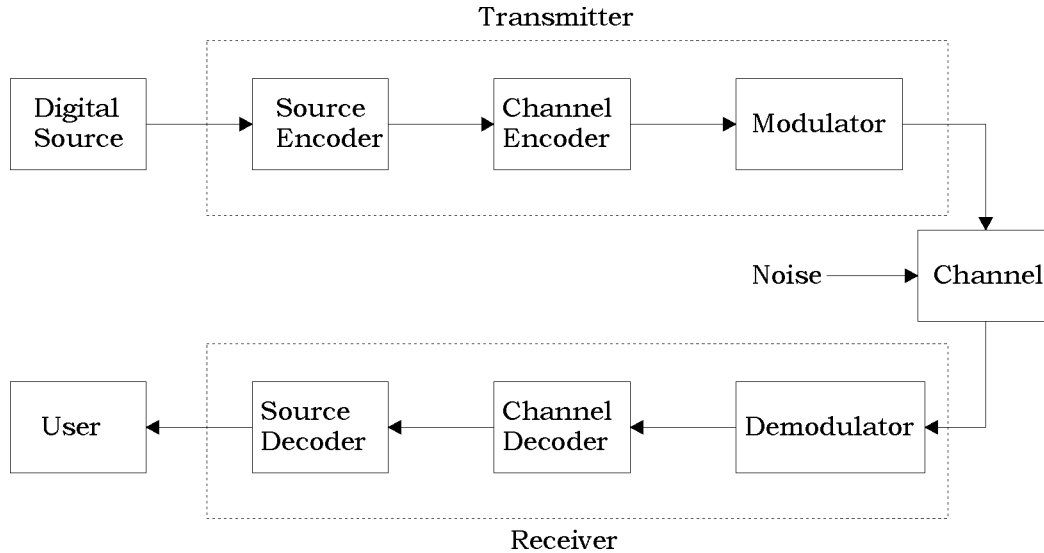 Transmitter
Digital
Source
Source
Encoder
Channel
Encoder
Modulator
Noise
Channel
User
Source
Decoder
Channel
Decoder
Demodulator
Receiver